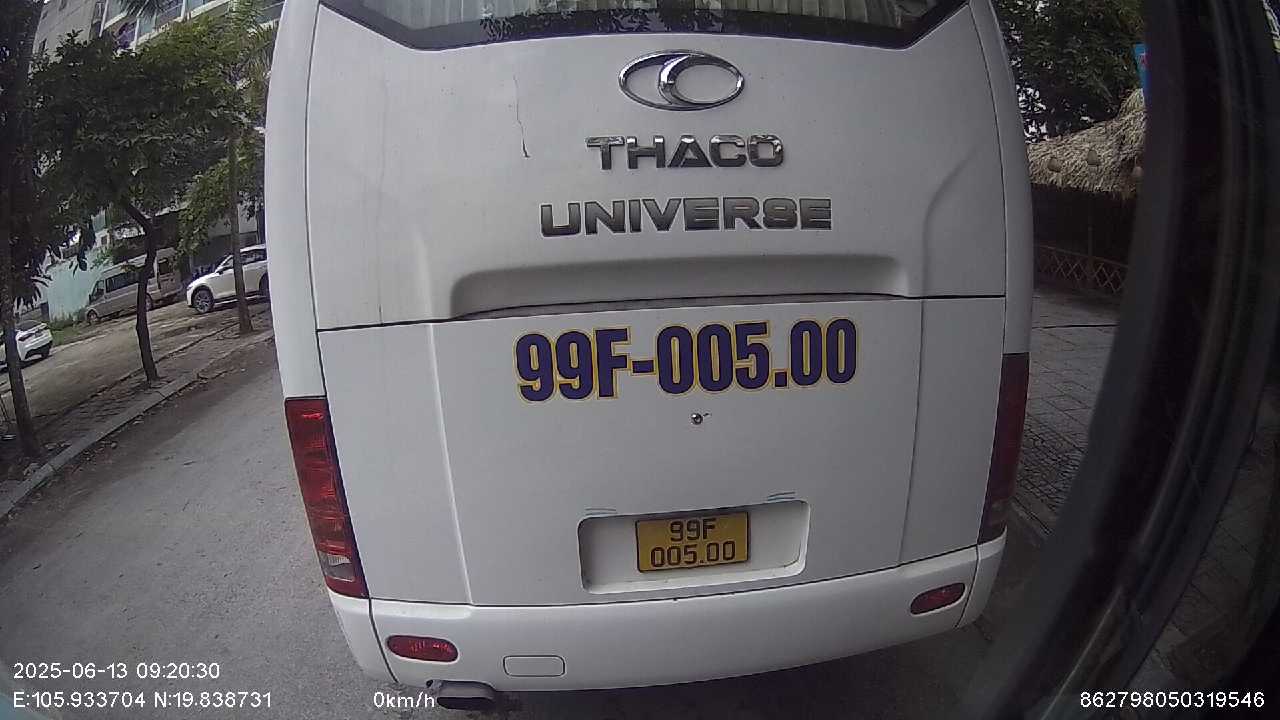 THACO
UNIVERSE
99F-005.00
99F
005.00
2025-06-13 09:20:30
E:105.933704 N:19.838731 0km/h 862798050319546